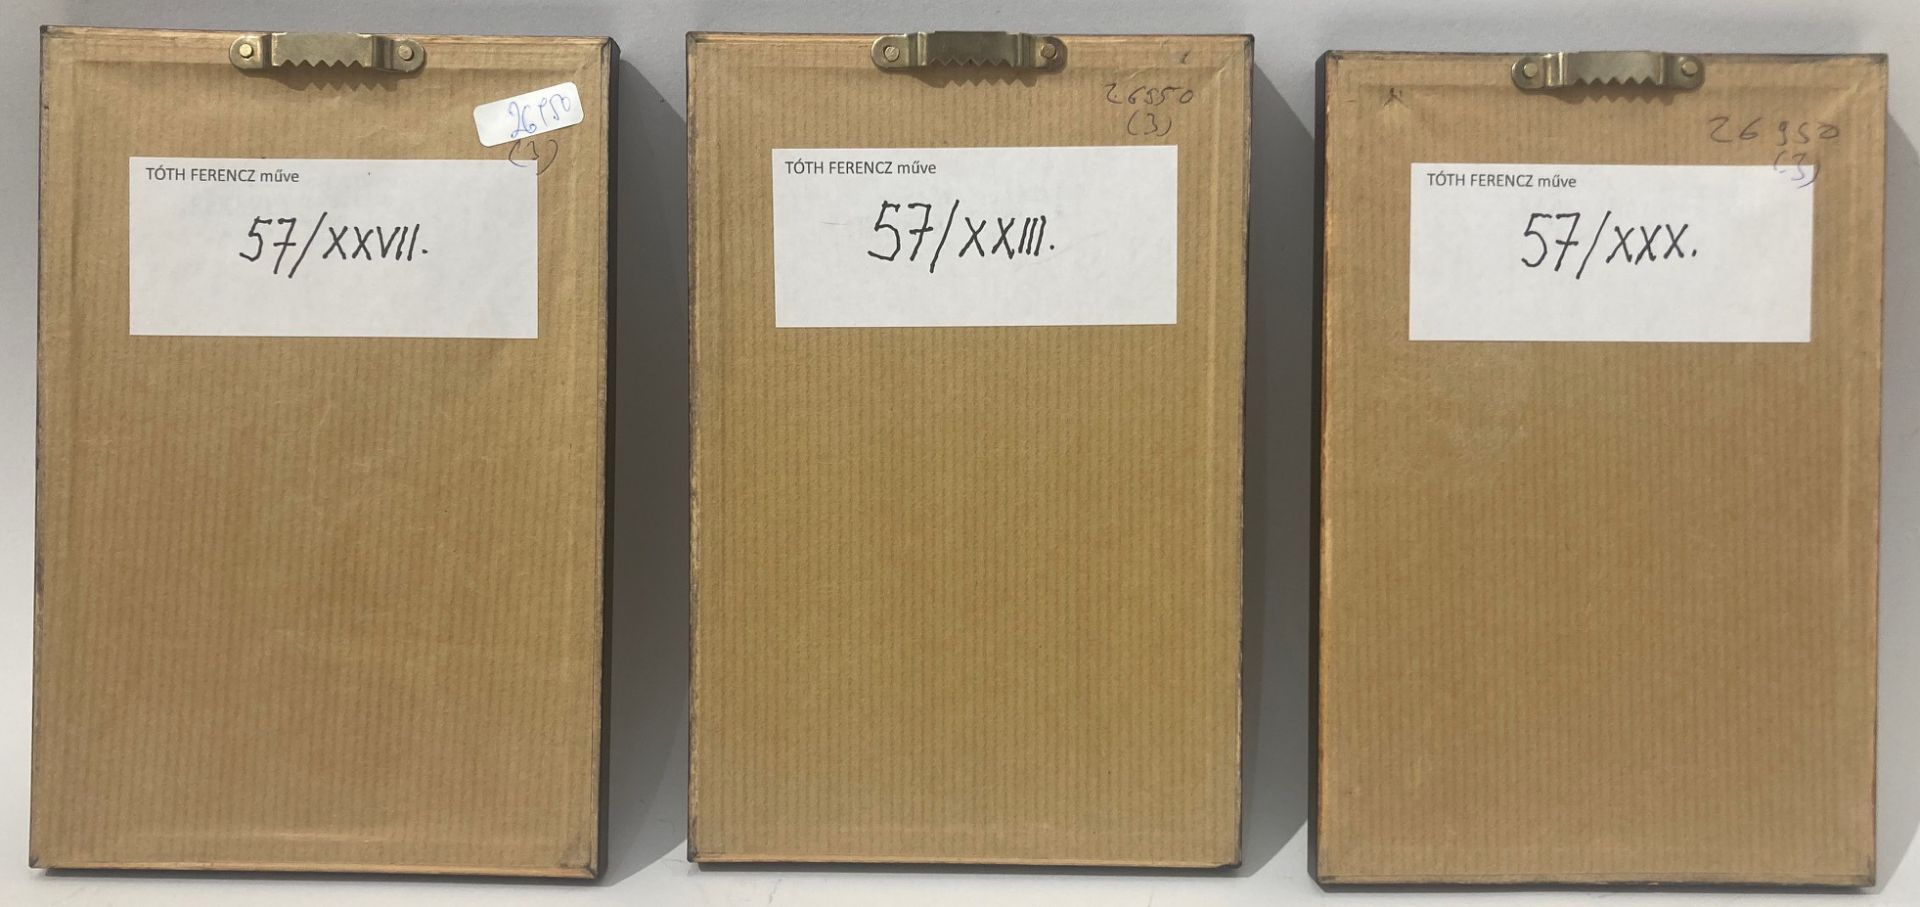 26950
(3)
TÓTH FERENCZ műve
57/XXVII.
26950
(3)
TÓTH FERENCZ műve
57/XXIII.
26950
(3)
TÓTH FERENCZ műve
57/XXX.